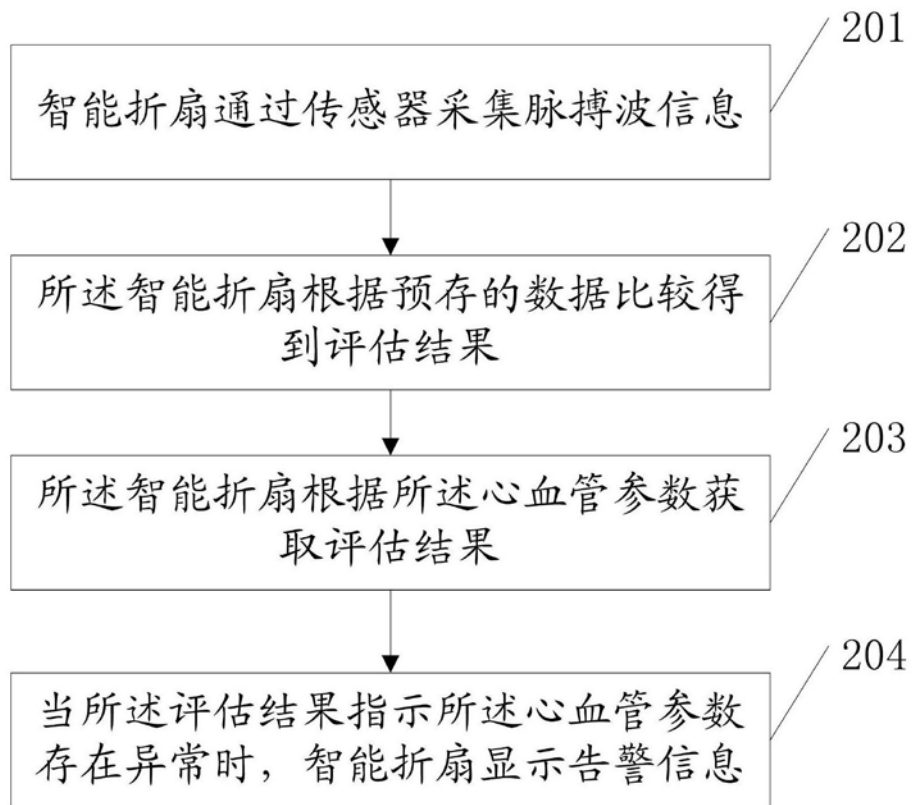 201
智能折扇通过传感器采集脉搏波信息
202
所述智能折扇根据预存的数据比较得
到评估结果
203
所述智能折扇根据所述心血管参数获
取评估结果
204
当所述评估结果指示所述心血管参数
存在异常时，智能折扇显示告警信息